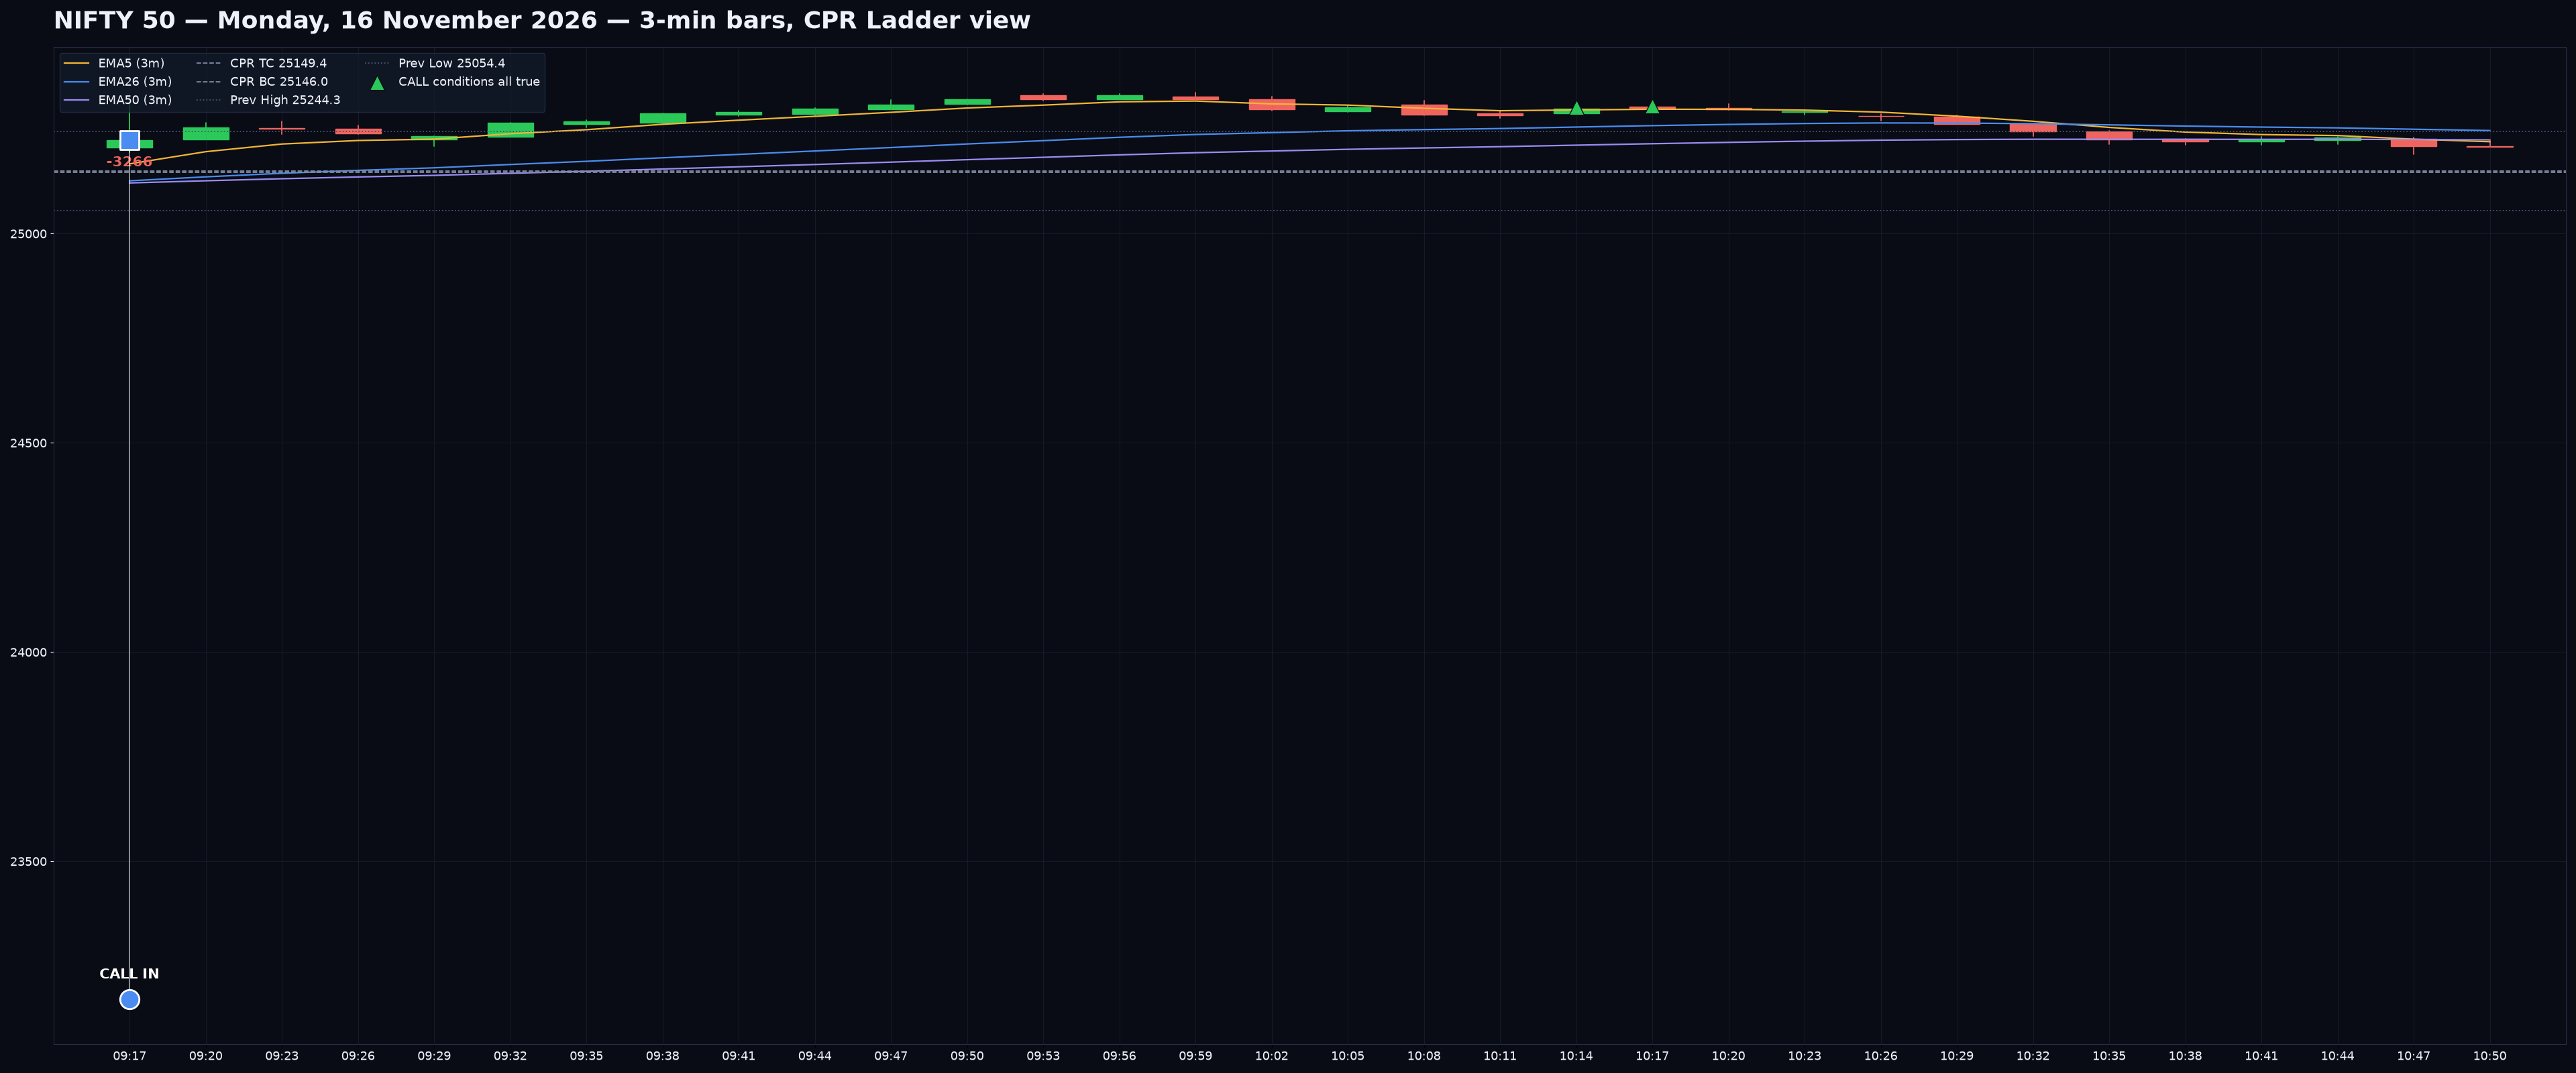 NIFTY 50 — Monday, 16 November 2026 — 3-min bars, CPR Ladder view
EMA5 (3m)
EMA26 (3m)
EMA50 (3m)
CPR TC 25149.4
CPR BC 25146.0
Prev High 25244.3
Prev Low 25054.4
CALL conditions all true
-3266
25000
24500
24000
23500
CALL IN
09:17 09:20 09:23 09:26 09:29 09:32 09:35 09:38 09:41 09:44 09:47 09:50 09:53 09:56 09:59 10:02 10:05 10:08 10:11 10:14 10:17 10:20 10:23 10:26 10:29 10:32 10:35 10:38 10:41 10:44 10:47 10:50